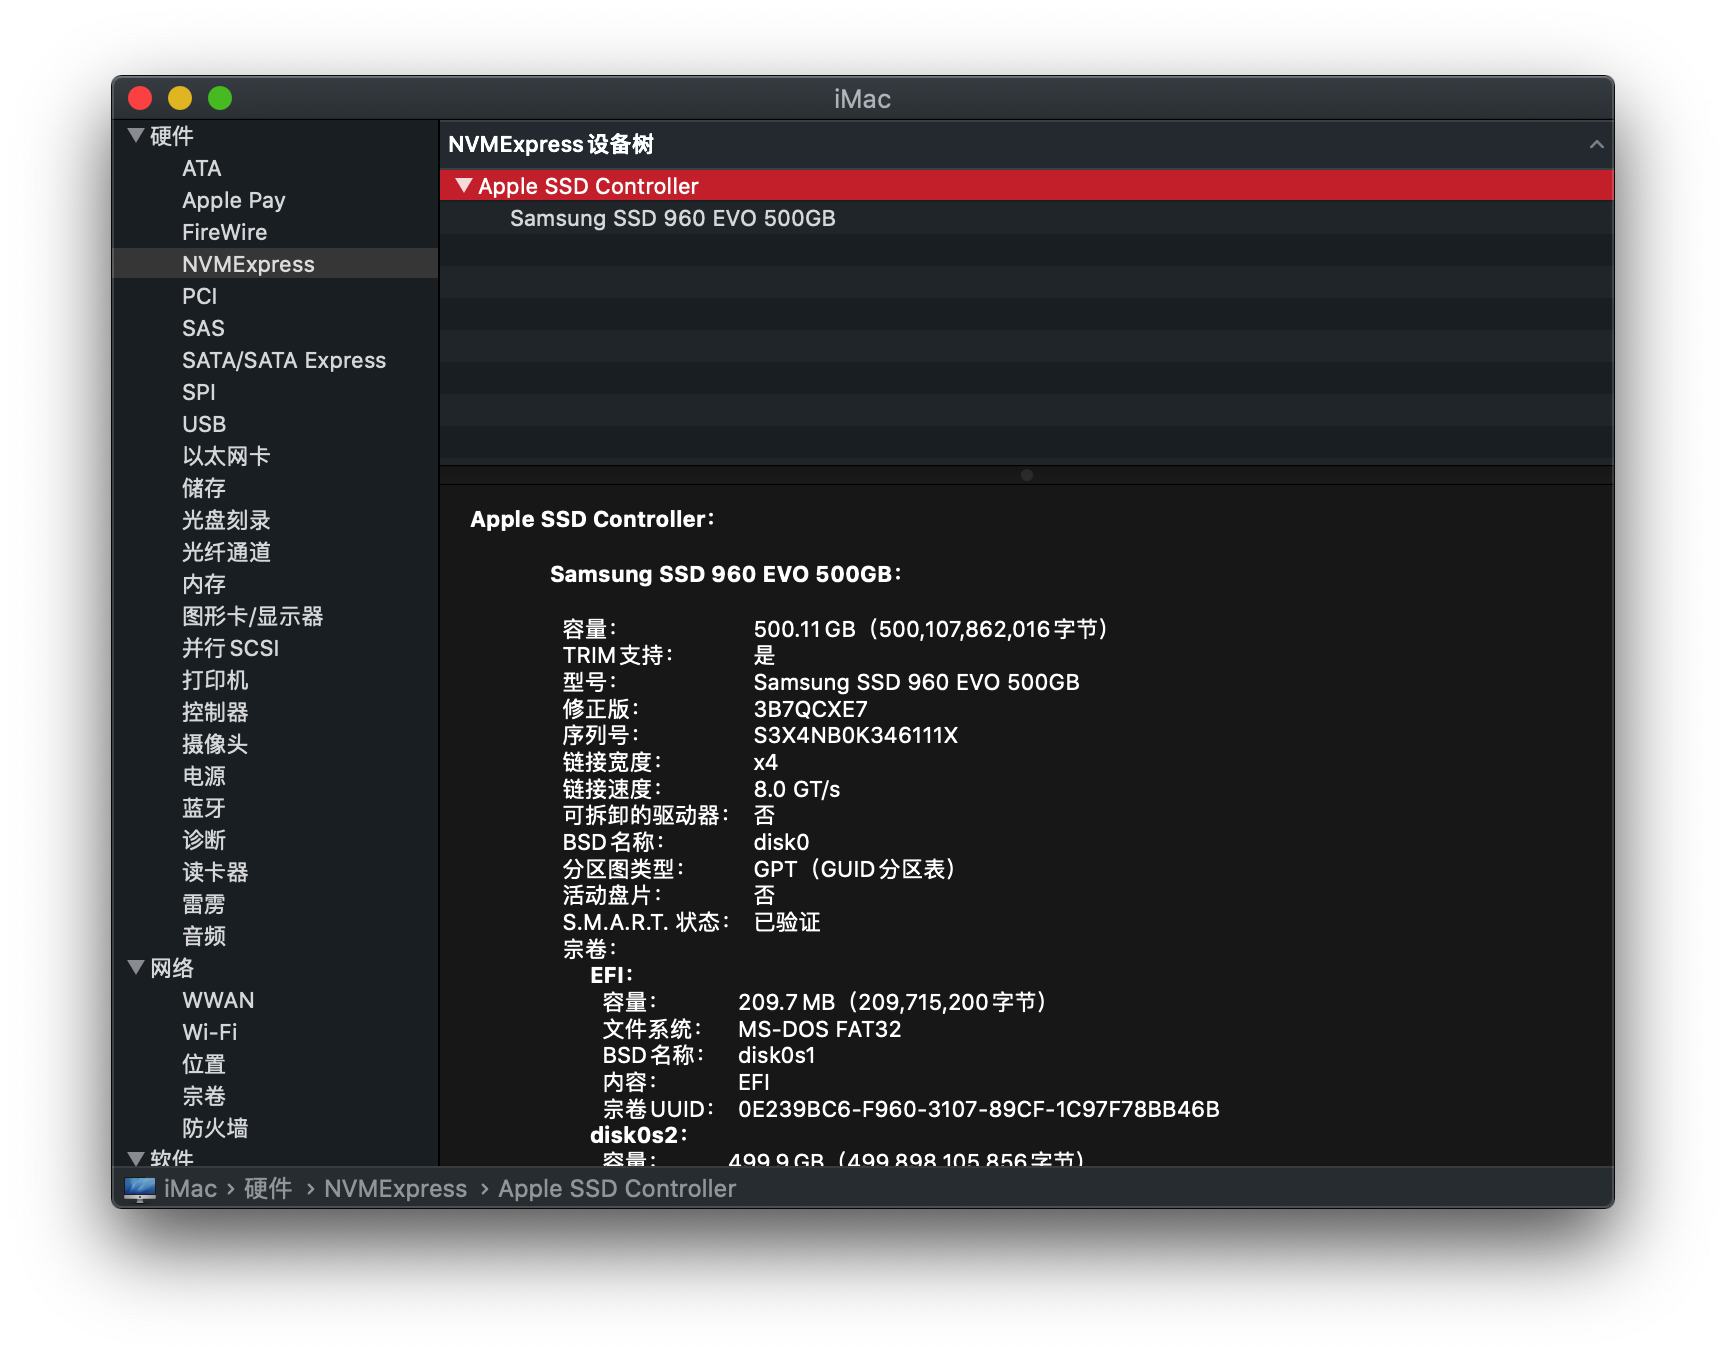 iMac
硬件
ATA
Apple Pay
FireWire
NVMExpress
PCI
SAS
SATA/SATA Express
SPI
USB
以太网卡
储存
光盘刻录
光纤通道
内存
图形卡/显示器
并行 SCSI
打印机
控制器
摄像头
电源
蓝牙
诊断
读卡器
雷雳
音频
网络
WWAN
Wi-Fi
位置
宗卷
防火墙
软件
NVMExpress 设备树
Apple SSD Controller
Samsung SSD 960 EVO 500GB
Apple SSD Controller：
Samsung SSD 960 EVO 500GB：
容量： 500.11 GB（500,107,862,016 字节）
TRIM 支持： 是
型号： Samsung SSD 960 EVO 500GB
修正版： 3B7QCXE7
序列号： S3X4NB0K346111X
链接宽度： x4
链接速度： 8.0 GT/s
可拆卸的驱动器： 否
BSD 名称： disk0
分区图类型： GPT（GUID 分区表）
活动盘片： 否
S.M.A.R.T. 状态： 已验证
宗卷：
EFI：
容量： 209.7 MB（209,715,200 字节）
文件系统： MS-DOS FAT32
BSD 名称： disk0s1
内容： EFI
宗卷 UUID： 0E239BC6-F960-3107-89CF-1C97F78BB46B
disk0s2：
容量： 499.9 GB（499,898,105,856 字节）
iMac › 硬件 › NVMExpress › Apple SSD Controller